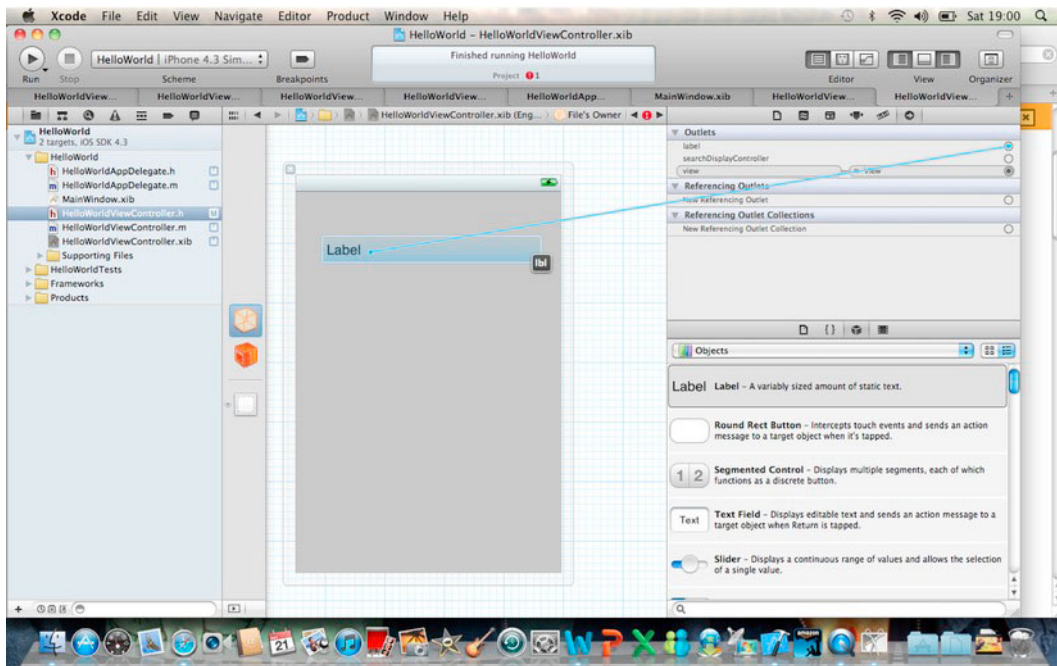 Xcode File Edit View Navigate Editor Product Window Help Sat 19:00
HelloWorld – HelloWorldViewController.xib
HelloWorld | iPhone 4.3 Sim...
Finished running HelloWorld
Project 1
Run Stop Scheme Breakpoints Editor View Organizer
HelloWorldView... HelloWorldView... HelloWorldView... HelloWorldView... HelloWorldApp... MainWindow.xib HelloWorldView... HelloWorldView...
HelloWorldViewController.xib (Eng... File's Owner
HelloWorld
2 targets, iOS SDK 4.3
HelloWorld
HelloWorldAppDelegate.h
HelloWorldAppDelegate.m
MainWindow.xib
HelloWorldViewController.h M
HelloWorldViewController.m
HelloWorldViewController.xib
Supporting Files
HelloWorldTests
Frameworks
Products
Label
lbl
Outlets
label
searchDisplayController
view View
Referencing Outlets
New Referencing Outlet
Referencing Outlet Collections
New Referencing Outlet Collection
Objects
Label Label – A variably sized amount of static text.
Round Rect Button – Intercepts touch events and sends an action
message to a target object when it's tapped.
1 2 Segmented Control – Displays multiple segments, each of which
functions as a discrete button.
Text Text Field – Displays editable text and sends an action message to a
target object when Return is tapped.
Slider – Displays a continuous range of values and allows the selection
of a single value.
21